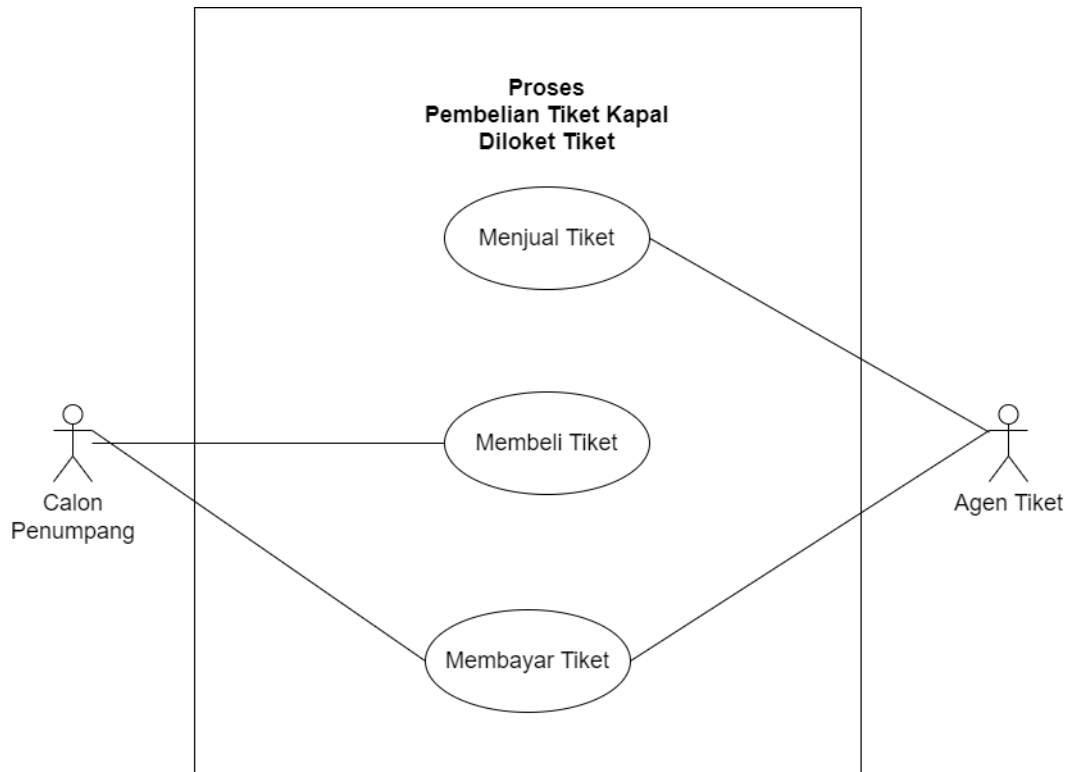 Proses
Pembelian Tiket Kapal
Diloket Tiket
Menjual Tiket
Membeli Tiket
Calon
Penumpang
Agen Tiket
Membayar Tiket